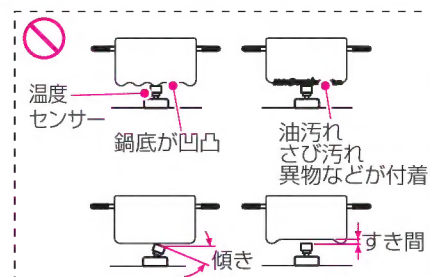 温度
センサー
鍋底が凹凸
油汚れ
さび汚れ
異物などが付着
傾き
すき間